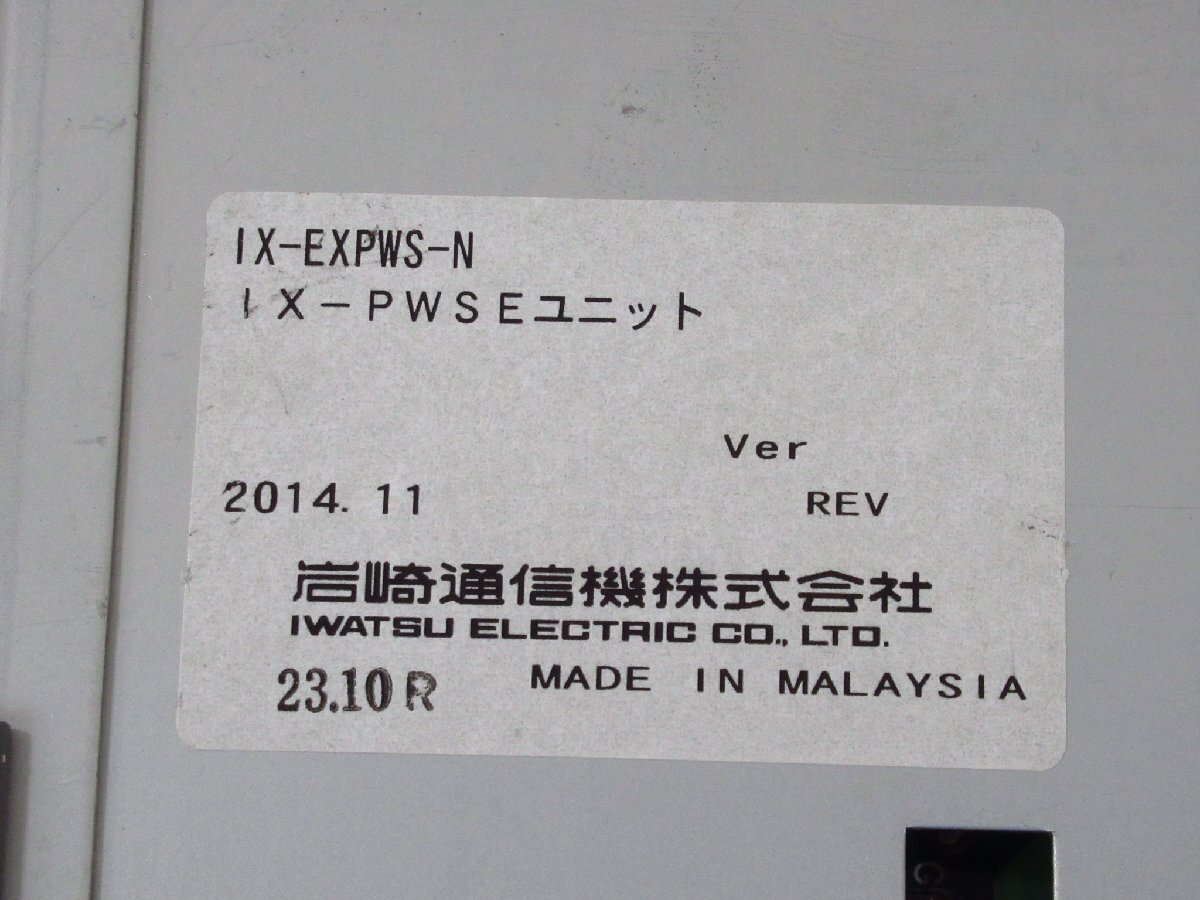 IX-EXPWS-N
IX-PWSEユニット
Ver
2014.11 REV
岩崎通信機株式会社
IWATSU ELECTRIC CO., LTD.
23.10 R MADE IN MALAYSIA